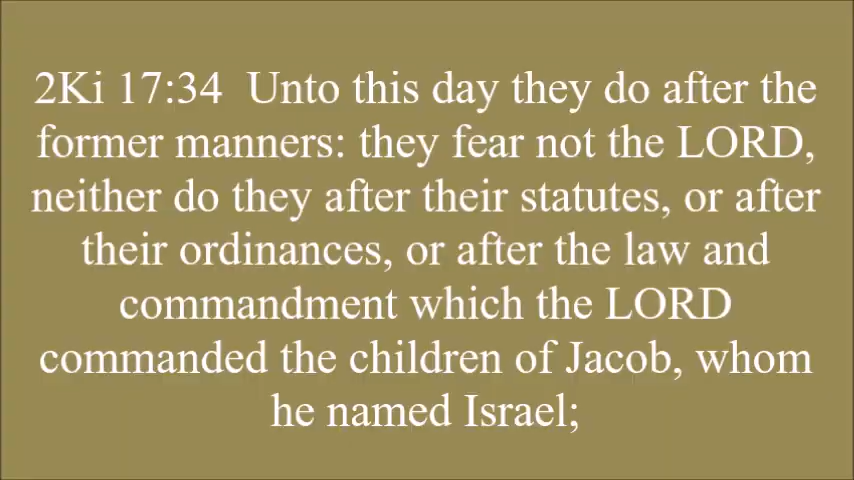 2Ki 17:34  Unto this day they do after the
former manners: they fear not the LORD,
neither do they after their statutes, or after
their ordinances, or after the law and
commandment which the LORD
commanded the children of Jacob, whom
he named Israel;